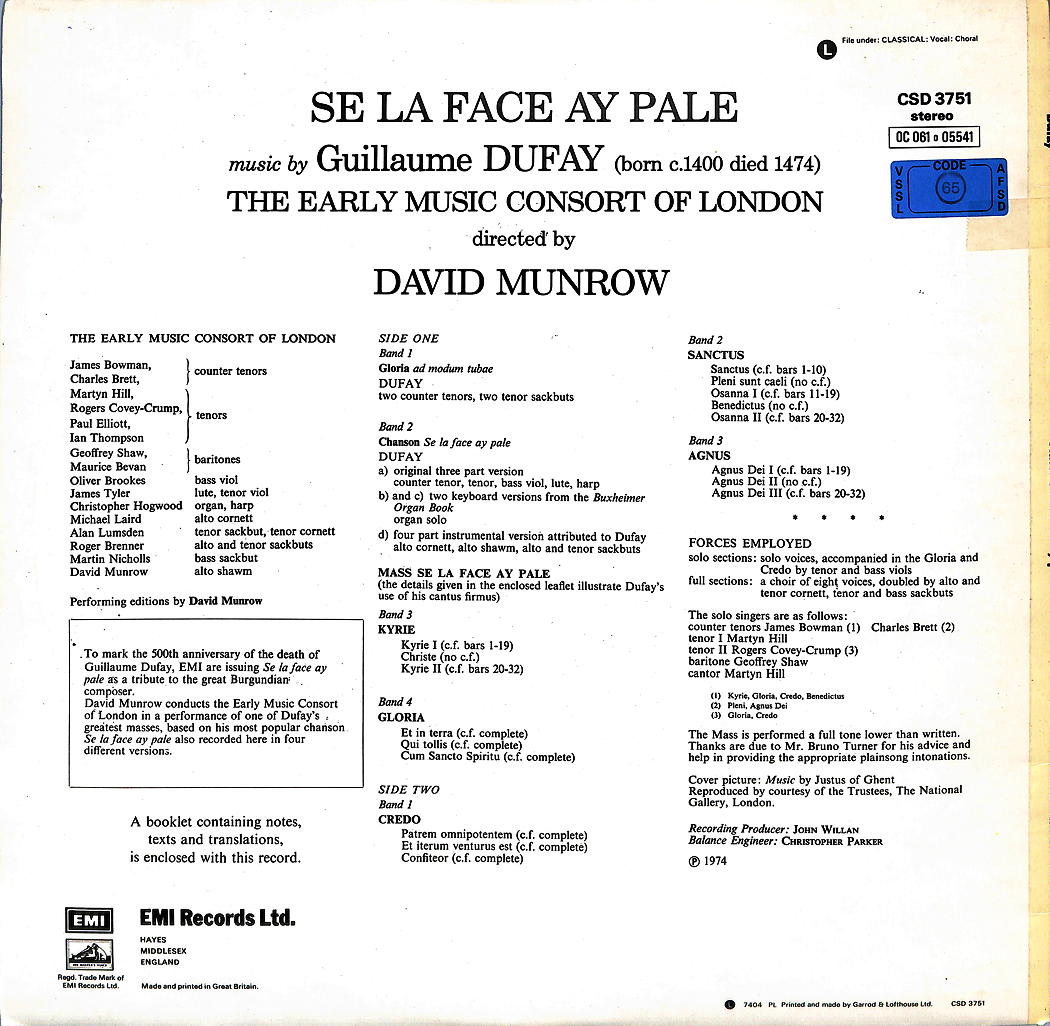 L File under: CLASSICAL: Vocal: Choral
SE LA FACE AY PALE
music by Guillaume DUFAY (born c.1400 died 1474)
THE EARLY MUSIC CONSORT OF LONDON
directed by
DAVID MUNROW
CSD 3751
stereo
OC 061 o 05541
CODE
VSSL 65 AFSD
THE EARLY MUSIC CONSORT OF LONDON
James Bowman,
Charles Brett,
counter tenors
Martyn Hill,
Rogers Covey-Crump,
Paul Elliott,
Ian Thompson
tenors
Geoffrey Shaw,
Maurice Bevan
baritones
Oliver Brookes bass viol
James Tyler lute, tenor viol
Christopher Hogwood organ, harp
Michael Laird alto cornett
Alan Lumsden tenor sackbut, tenor cornett
Roger Brenner alto and tenor sackbuts
Martin Nicholls bass sackbut
David Munrow alto shawm
Performing editions by David Munrow
To mark the 500th anniversary of the death of
Guillaume Dufay, EMI are issuing Se la face ay
pale as a tribute to the great Burgundian
composer.
David Munrow conducts the Early Music Consort
of London in a performance of one of Dufay's
greatest masses, based on his most popular chanson
Se la face ay pale also recorded here in four
different versions.
A booklet containing notes,
texts and translations,
is enclosed with this record.
SIDE ONE
Band 1
Gloria ad modum tubae
DUFAY
two counter tenors, two tenor sackbuts
Band 2
Chanson Se la face ay pale
DUFAY
a) original three part version
counter tenor, tenor, bass viol, lute, harp
b) and c) two keyboard versions from the Buxheimer
Organ Book
organ solo
d) four part instrumental version attributed to Dufay
alto cornett, alto shawm, alto and tenor sackbuts
MASS SE LA FACE AY PALE
(the details given in the enclosed leaflet illustrate Dufay's
use of his cantus firmus)
Band 3
KYRIE
Kyrie I (c.f. bars 1-19)
Christe (no c.f.)
Kyrie II (c.f. bars 20-32)
Band 4
GLORIA
Et in terra (c.f. complete)
Qui tollis (c.f. complete)
Cum Sancto Spiritu (c.f. complete)
SIDE TWO
Band 1
CREDO
Patrem omnipotentem (c.f. complete)
Et iterum venturus est (c.f. complete)
Confiteor (c.f. complete)
Band 2
SANCTUS
Sanctus (c.f. bars 1-10)
Pleni sunt caeli (no c.f.)
Osanna I (c.f. bars 11-19)
Benedictus (no c.f.)
Osanna II (c.f. bars 20-32)
Band 3
AGNUS
Agnus Dei I (c.f. bars 1-19)
Agnus Dei II (no c.f.)
Agnus Dei III (c.f. bars 20-32)
* * * *
FORCES EMPLOYED
solo sections: solo voices, accompanied in the Gloria and
Credo by tenor and bass viols
full sections: a choir of eight voices, doubled by alto and
tenor cornett, tenor and bass sackbuts
The solo singers are as follows:
counter tenors James Bowman (1) Charles Brett (2)
tenor I Martyn Hill
tenor II Rogers Covey-Crump (3)
baritone Geoffrey Shaw
cantor Martyn Hill
(1) Kyrie, Gloria, Credo, Benedictus
(2) Pleni, Agnus Dei
(3) Gloria, Credo
The Mass is performed a full tone lower than written.
Thanks are due to Mr. Bruno Turner for his advice and
help in providing the appropriate plainsong intonations.
Cover picture: Music by Justus of Ghent
Reproduced by courtesy of the Trustees, The National
Gallery, London.
Recording Producer: JOHN WILLAN
Balance Engineer: CHRISTOPHER PARKER
℗ 1974
EMI
EMI Records Ltd.
HAYES
MIDDLESEX
ENGLAND
Regd. Trade Mark of
EMI Records Ltd.
Made and printed in Great Britain.
L 7404 PL Printed and made by Garrod & Lofthouse Ltd. CSD 3751